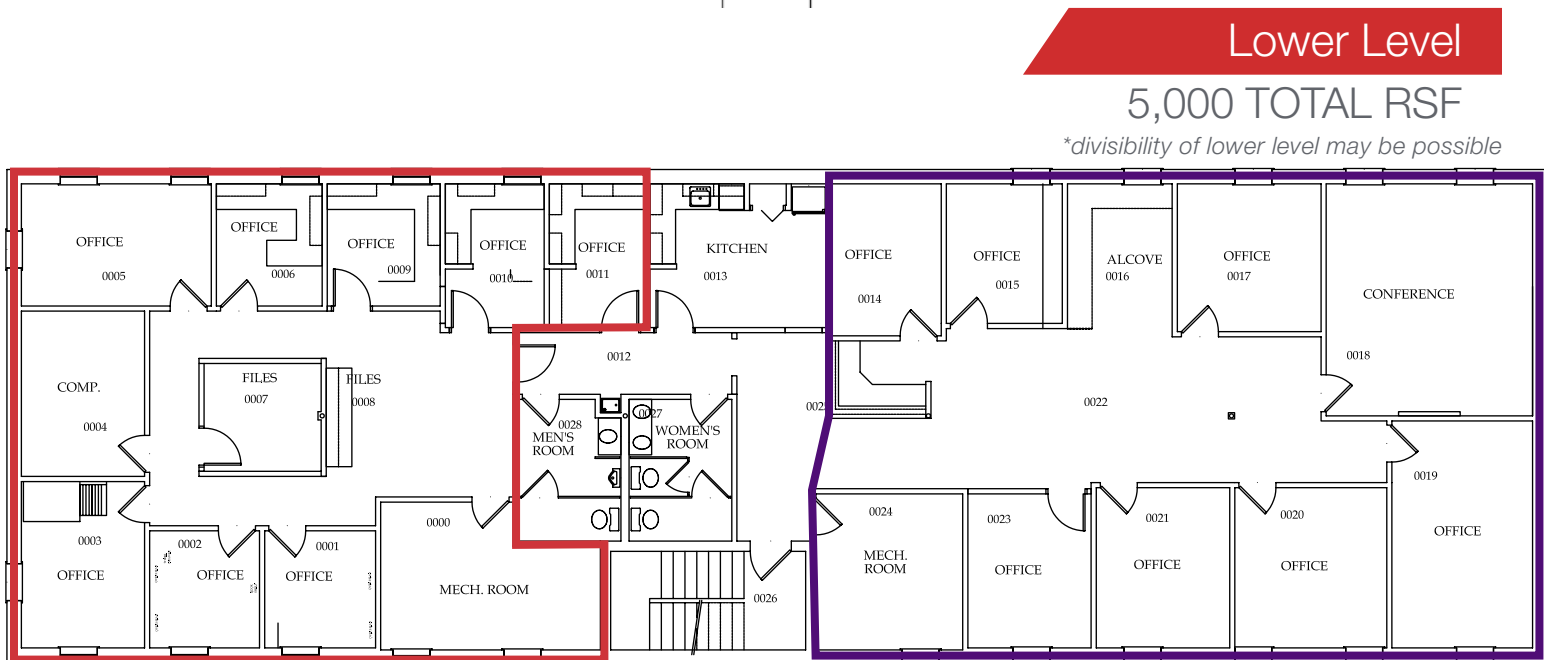 Lower Level
5,000 TOTAL RSF
*divisibility of lower level may be possible
OFFICE
0005
OFFICE
0006
OFFICE
0009
OFFICE
0010
OFFICE
0011
KITCHEN
0013
OFFICE
0014
OFFICE
0015
ALCOVE
0016
OFFICE
0017
CONFERENCE
0018
COMP.
0004
FILES
0007
FILES
0008
0012
0028
MEN'S
ROOM
0027
WOMEN'S
ROOM
0022
0019
OFFICE
0003
OFFICE
0002
OFFICE
0001
OFFICE
0000
MECH. ROOM
0026
0024
MECH.
ROOM
0023
OFFICE
0021
OFFICE
0020
OFFICE